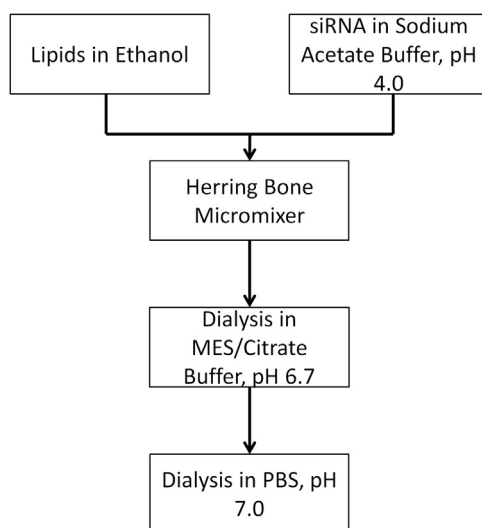 Lipids in Ethanol
siRNA in Sodium
Acetate Buffer, pH
4.0
Herring Bone
Micromixer
Dialysis in
MES/Citrate
Buffer, pH 6.7
Dialysis in PBS, pH
7.0